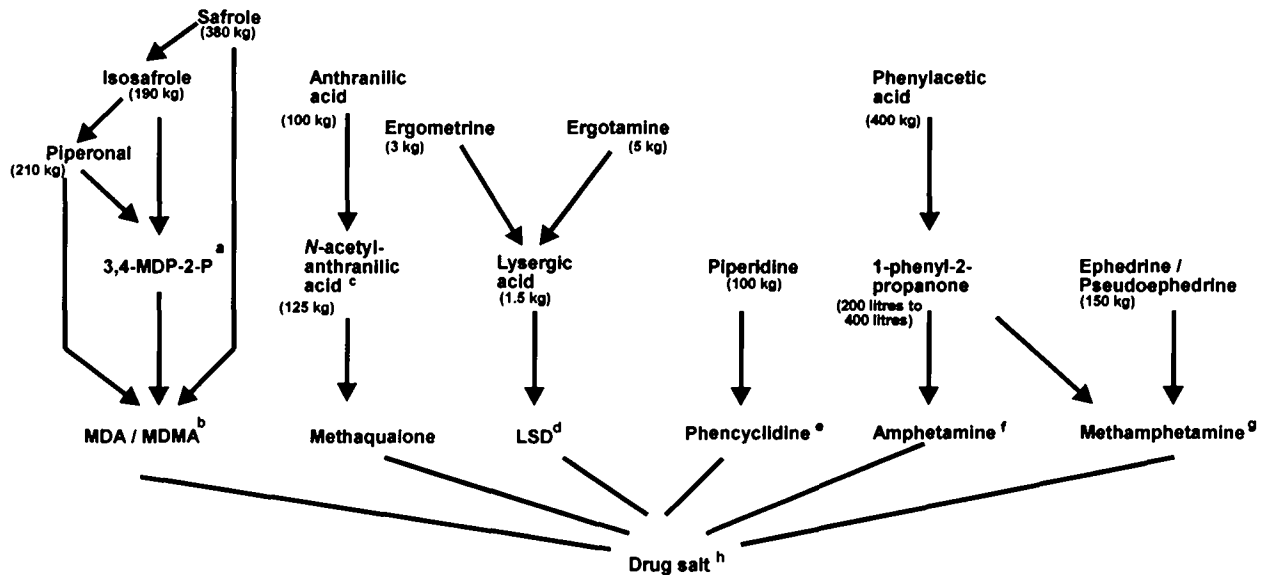 Safrole
(380 kg)
Isosafrole
(190 kg)
Piperonal
(210 kg)
3,4-MDP-2-P a
MDA / MDMA b
Anthranilic
acid
(100 kg)
N-acetyl-
anthranilic
acid c
(125 kg)
Methaqualone
Ergometrine
(3 kg)
Ergotamine
(5 kg)
Lysergic
acid
(1.5 kg)
LSD d
Piperidine
(100 kg)
Phencyclidine e
Phenylacetic
acid
(400 kg)
1-phenyl-2-
propanone
(200 litres to
400 litres)
Amphetamine f
Ephedrine /
Pseudoephedrine
(150 kg)
Methamphetamine g
Drug salt h